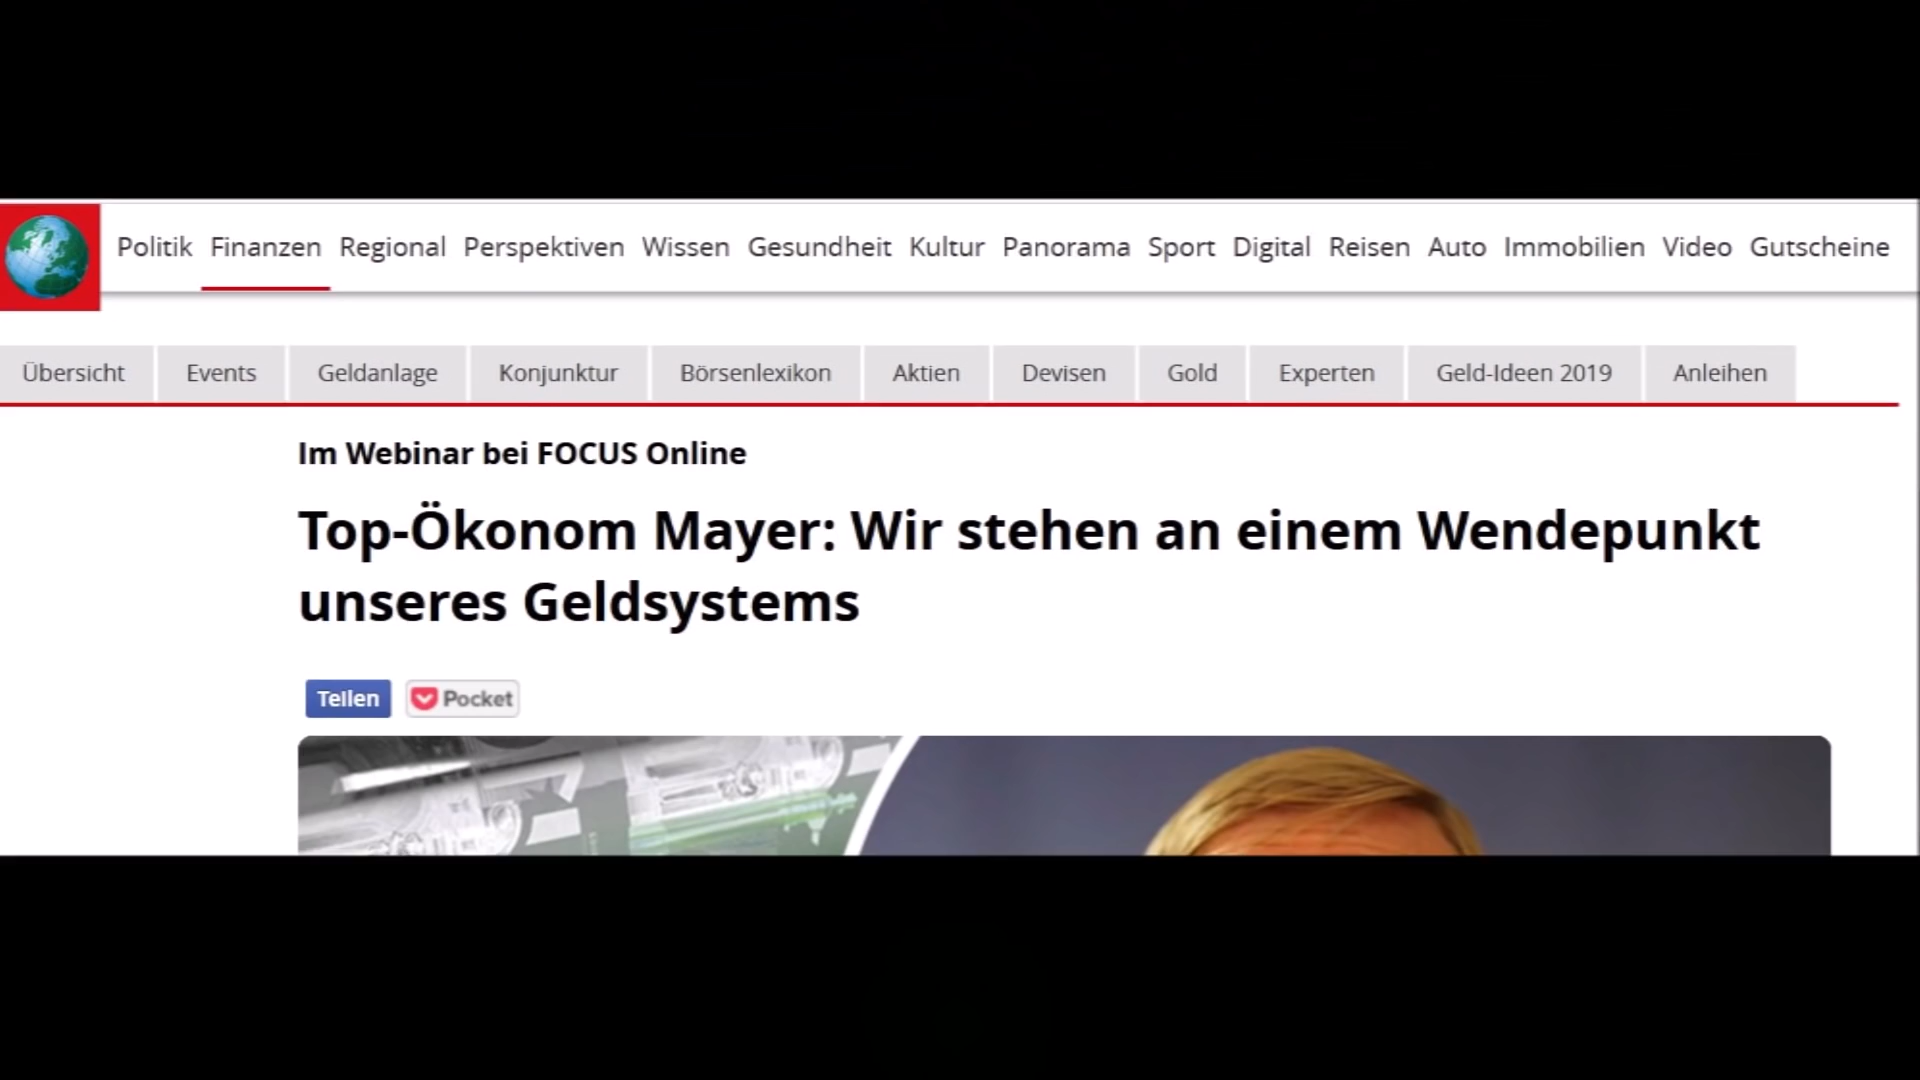 Politik Finanzen Regional Perspektiven Wissen Gesundheit Kultur Panorama Sport Digital Reisen Auto Immobilien Video Gutscheine
Übersicht Events Geldanlage Konjunktur Börsenlexikon Aktien Devisen Gold Experten Geld-Ideen 2019 Anleihen
Im Webinar bei FOCUS Online
Top-Ökonom Mayer: Wir stehen an einem Wendepunkt
unseres Geldsystems
Teilen Pocket